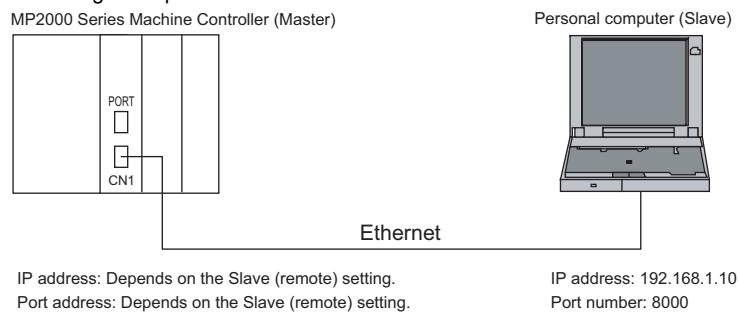 MP2000 Series Machine Controller (Master)
Personal computer (Slave)
PORT
CN1
Ethernet
IP address: Depends on the Slave (remote) setting.
IP address: 192.168.1.10
Port address: Depends on the Slave (remote) setting.
Port number: 8000